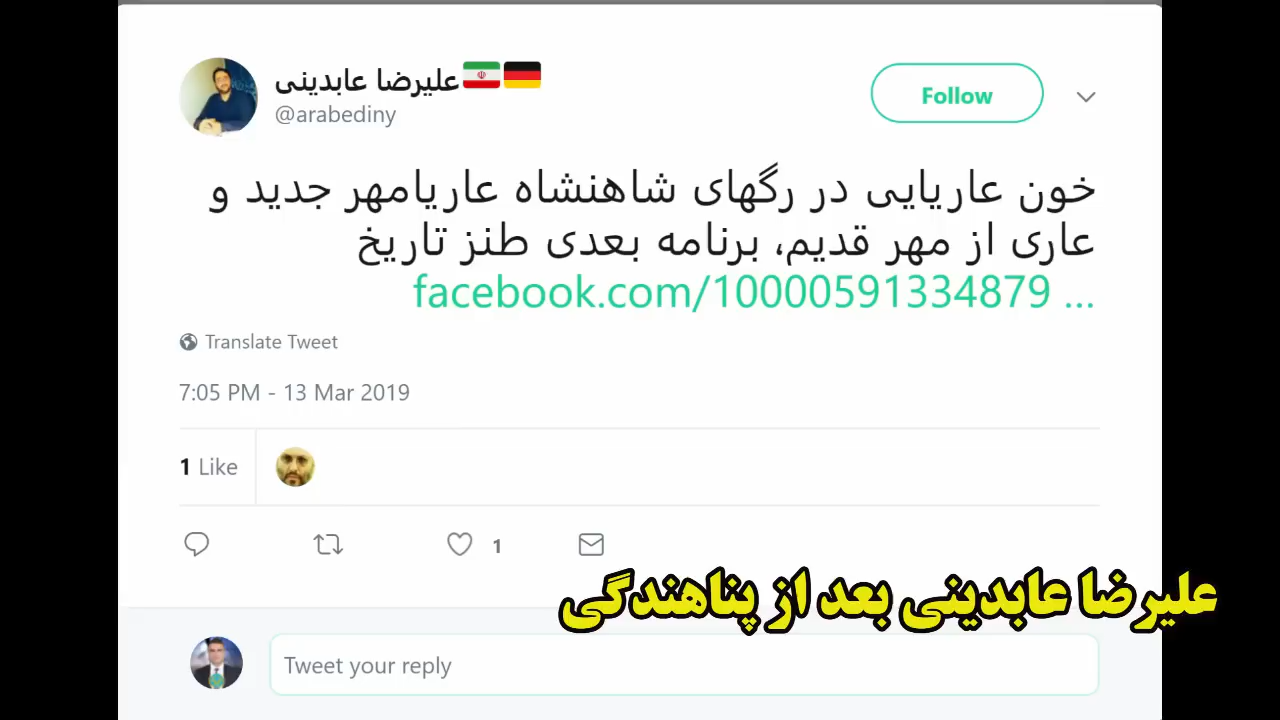 علیرضا عابدینی
@arabediny
Follow
خون عاریایی در رگهای شاهنشاه عاریامهر جدید و
عاری از مهر قدیم، برنامه بعدی طنز تاریخ
facebook.com/10000591334879 ...
Translate Tweet
7:05 PM - 13 Mar 2019
1 Like
1
علیرضا عابدینی بعد از پناهندگی
Tweet your reply